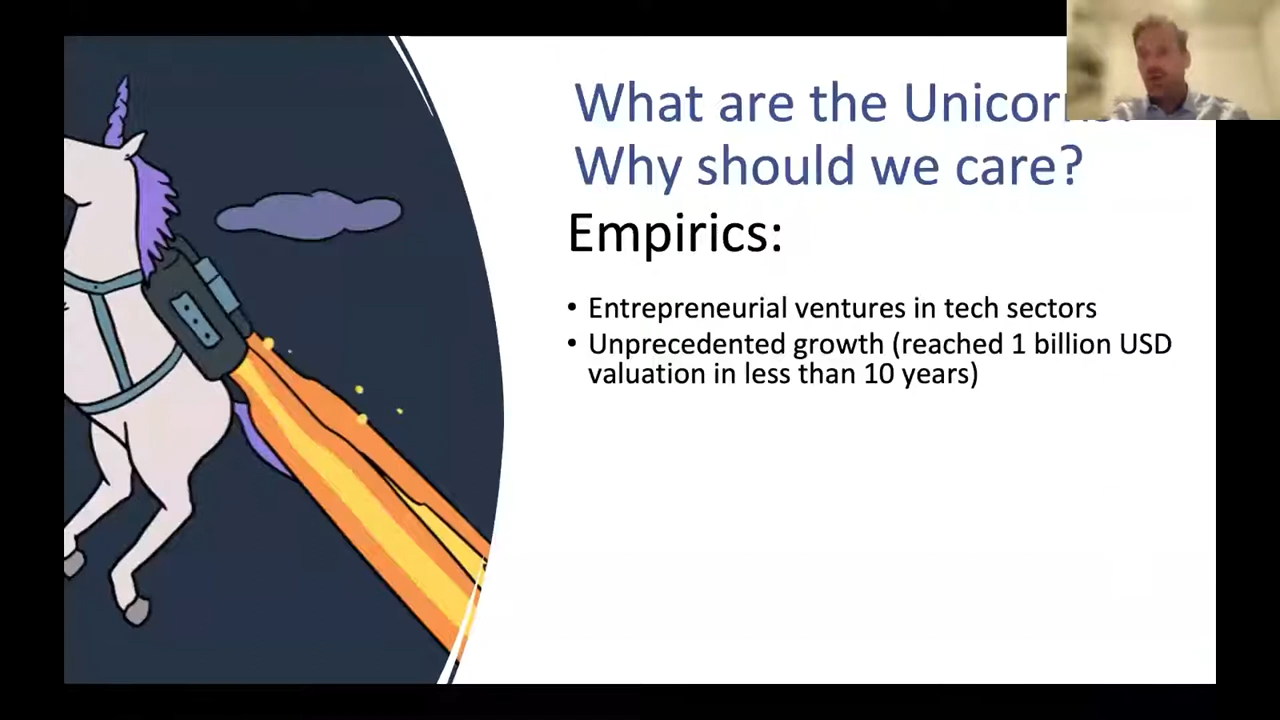 What are the
Why should we care?
Empirics:
• Entrepreneurial ventures in tech sectors
• Unprecedented growth (reached 1 billion USD
valuation in less than 10 years)